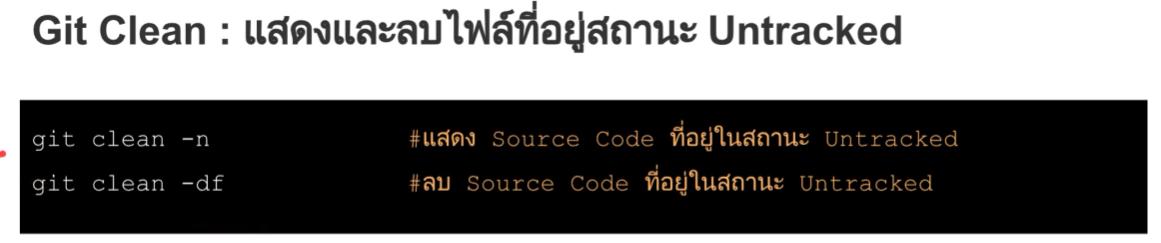 Git Clean : แสดงและลบไฟล์ที่อยู่สถานะ Untracked
git clean -n #แสดง Source Code ที่อยู่ในสถานะ Untracked
git clean -df #ลบ Source Code ที่อยู่ในสถานะ Untracked